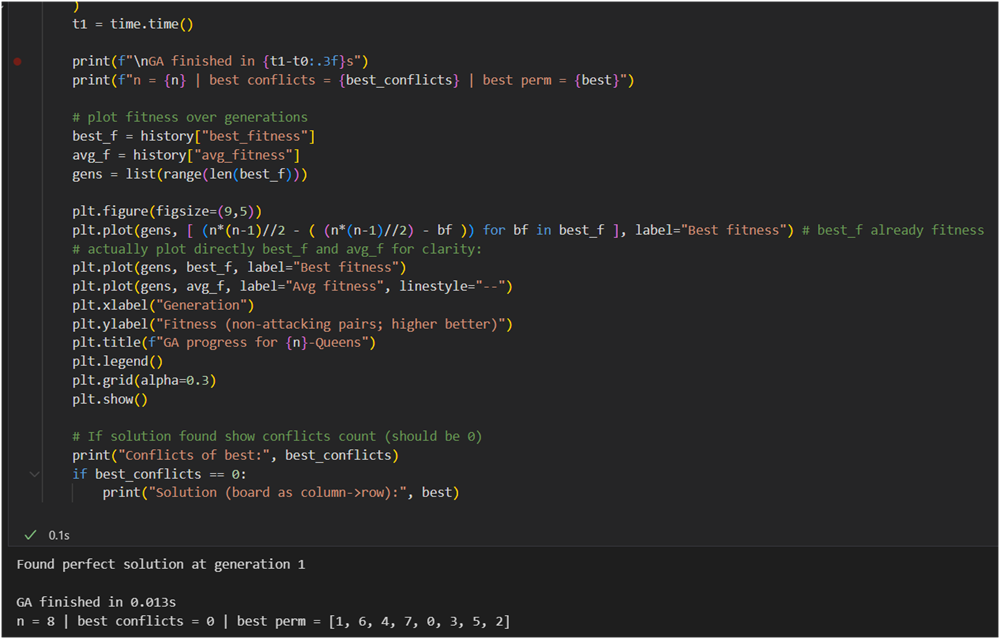 )
t1 = time.time()
print(f"\nGA finished in {t1-t0:.3f}s")
print(f"n = {n} | best conflicts = {best_conflicts} | best perm = {best}")
# plot fitness over generations
best_f = history["best_fitness"]
avg_f = history["avg_fitness"]
gens = list(range(len(best_f)))
plt.figure(figsize=(9,5))
plt.plot(gens, [ (n*(n-1)//2 - ( (n*(n-1)//2) - bf )) for bf in best_f ], label="Best fitness") # best_f already fitness
# actually plot directly best_f and avg_f for clarity:
plt.plot(gens, best_f, label="Best fitness")
plt.plot(gens, avg_f, label="Avg fitness", linestyle="--")
plt.xlabel("Generation")
plt.ylabel("Fitness (non-attacking pairs; higher better)")
plt.title(f"GA progress for {n}-Queens")
plt.legend()
plt.grid(alpha=0.3)
plt.show()
# If solution found show conflicts count (should be 0)
print("Conflicts of best:", best_conflicts)
if best_conflicts == 0:
print("Solution (board as column->row):", best)
0.1s
Found perfect solution at generation 1
GA finished in 0.013s
n = 8 | best conflicts = 0 | best perm = [1, 6, 4, 7, 0, 3, 5, 2]